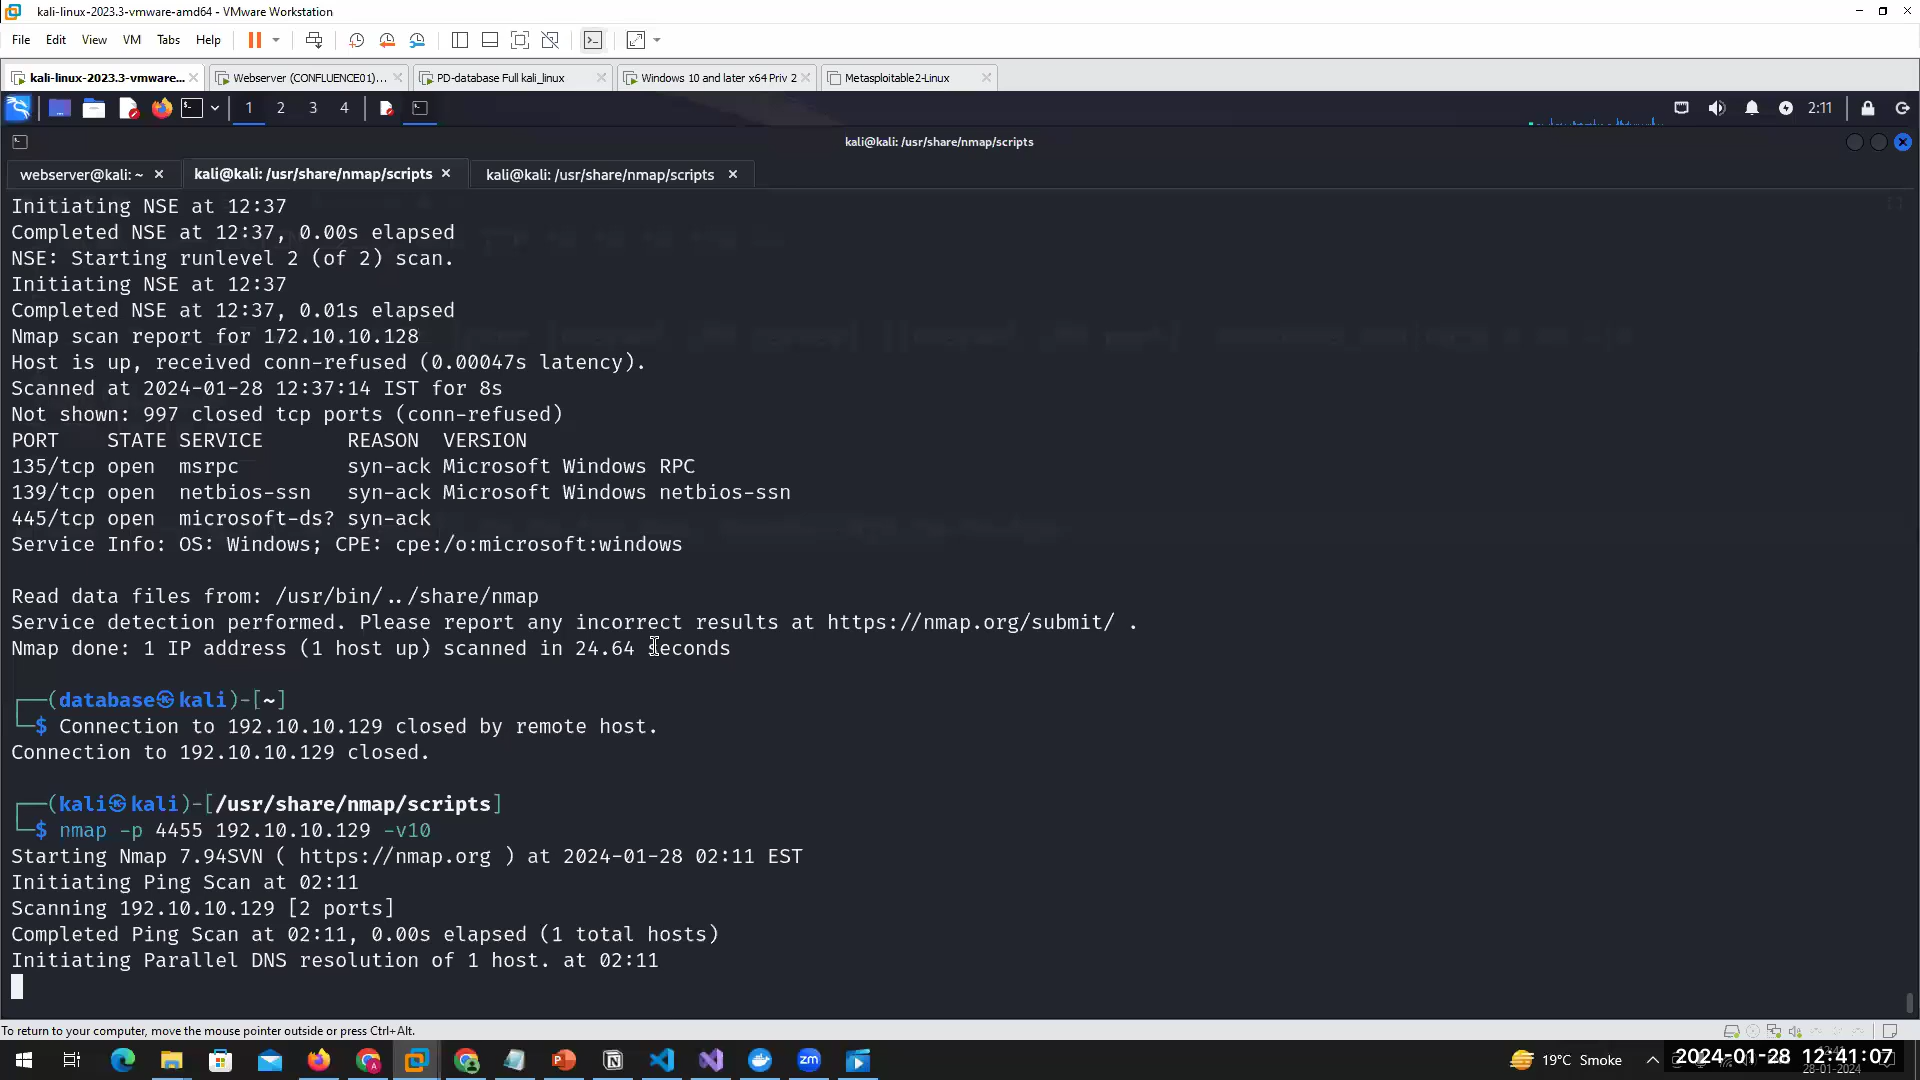 kali-linux-2023.3-vmware-amd64 - VMware Workstation
File Edit View VM Tabs Help
kali-linux-2023.3-vmware... Webserver (CONFLUENCE01)... PD-database Full kali_linux Windows 10 and later x64 Priv 2 Metasploitable2-Linux
1 2 3 4 2:11
kali@kali: /usr/share/nmap/scripts
webserver@kali: ~ kali@kali: /usr/share/nmap/scripts kali@kali: /usr/share/nmap/scripts
Initiating NSE at 12:37
Completed NSE at 12:37, 0.00s elapsed
NSE: Starting runlevel 2 (of 2) scan.
Initiating NSE at 12:37
Completed NSE at 12:37, 0.01s elapsed
Nmap scan report for 172.10.10.128
Host is up, received conn-refused (0.00047s latency).
Scanned at 2024-01-28 12:37:14 IST for 8s
Not shown: 997 closed tcp ports (conn-refused)
PORT    STATE SERVICE       REASON  VERSION
135/tcp open  msrpc         syn-ack Microsoft Windows RPC
139/tcp open  netbios-ssn   syn-ack Microsoft Windows netbios-ssn
445/tcp open  microsoft-ds? syn-ack
Service Info: OS: Windows; CPE: cpe:/o:microsoft:windows
Read data files from: /usr/bin/../share/nmap
Service detection performed. Please report any incorrect results at https://nmap.org/submit/ .
Nmap done: 1 IP address (1 host up) scanned in 24.64 seconds
┌──(database㉿kali)-[~]
└─$ Connection to 192.10.10.129 closed by remote host.
Connection to 192.10.10.129 closed.
┌──(kali㉿kali)-[/usr/share/nmap/scripts]
└─$ nmap -p 4455 192.10.10.129 -v10
Starting Nmap 7.94SVN ( https://nmap.org ) at 2024-01-28 02:11 EST
Initiating Ping Scan at 02:11
Scanning 192.10.10.129 [2 ports]
Completed Ping Scan at 02:11, 0.00s elapsed (1 total hosts)
Initiating Parallel DNS resolution of 1 host. at 02:11
To return to your computer, move the mouse pointer outside or press Ctrl+Alt.
19°C Smoke 2024-01-28 12:41:07
28-01-2024